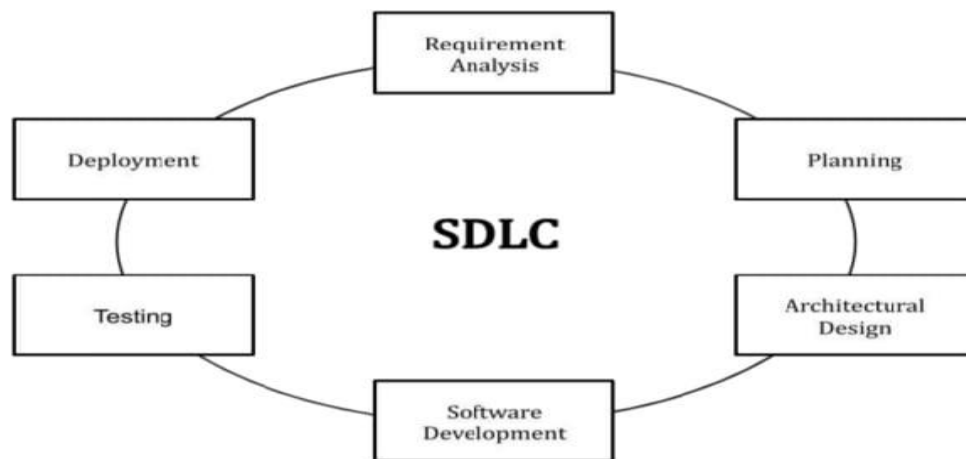 Requirement
Analysis
Deployment
Planning
SDLC
Testing
Architectural
Design
Software
Development